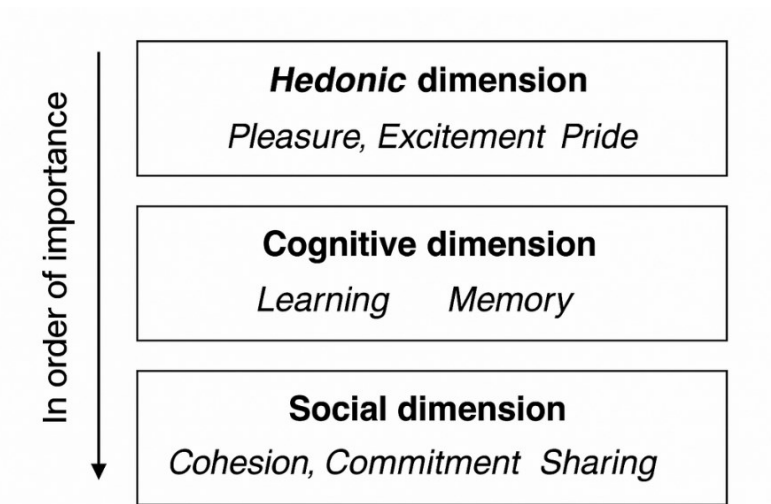 In order of importance
Hedonic dimension
Pleasure, Excitement Pride
Cognitive dimension
Learning Memory
Social dimension
Cohesion, Commitment Sharing